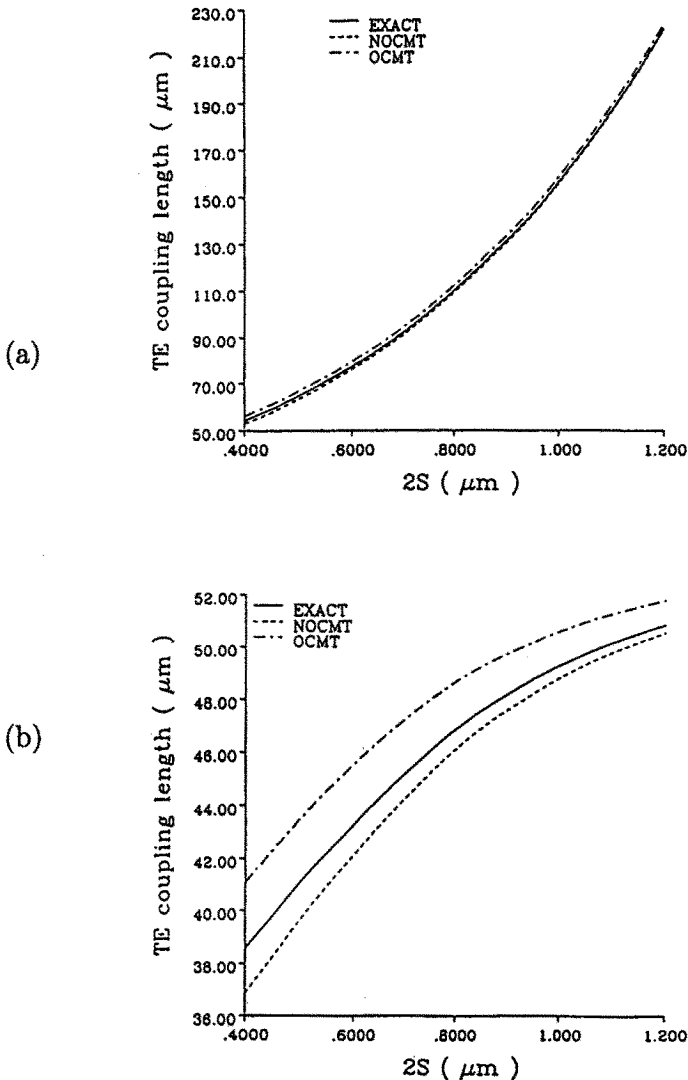 230.0
210.0
190.0
170.0
150.0
130.0
110.0
90.00
70.00
50.00
TE coupling length ( μm )
EXACT
NOCMT
OCMT
(a)
.4000 .6000 .8000 1.000 1.200
2S ( μm )
52.00
50.00
48.00
46.00
44.00
42.00
40.00
38.00
36.00
TE coupling length ( μm )
EXACT
NOCMT
OCMT
(b)
.4000 .6000 .8000 1.000 1.200
2S ( μm )